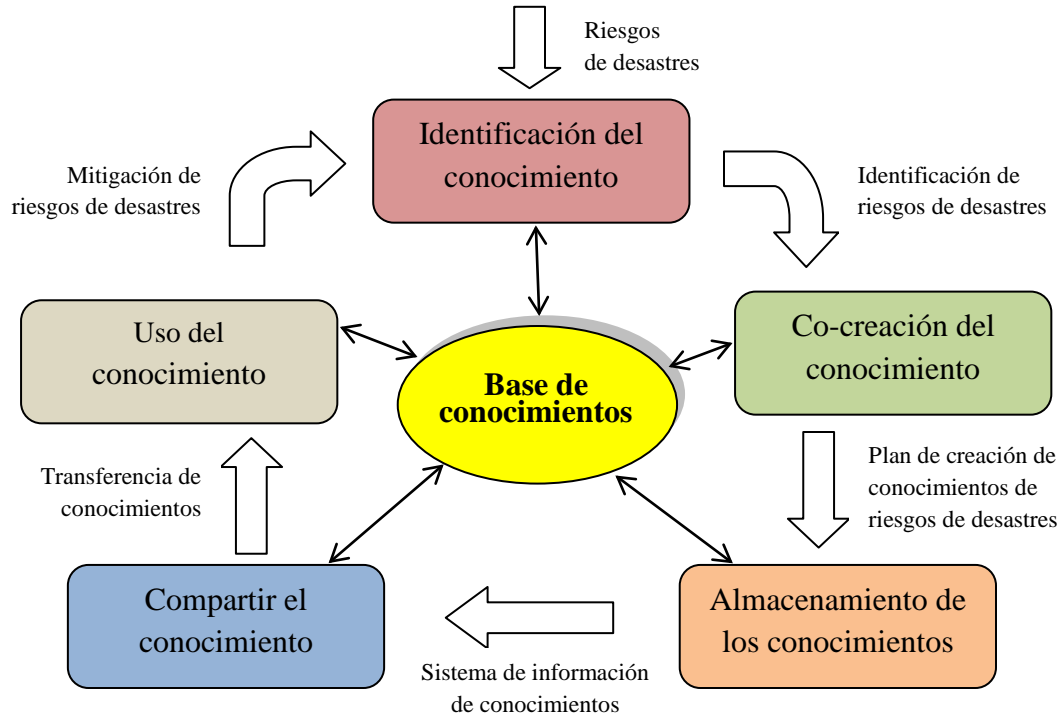 Riesgos
de desastres
Identificación del
conocimiento
Mitigación de
riesgos de desastres
Identificación de
riesgos de desastres
Uso del
conocimiento
Co-creación del
conocimiento
Base de
conocimientos
Transferencia de
conocimientos
Plan de creación de
conocimientos de
riesgos de desastres
Compartir el
conocimiento
Almacenamiento de
los conocimientos
Sistema de información
de conocimientos